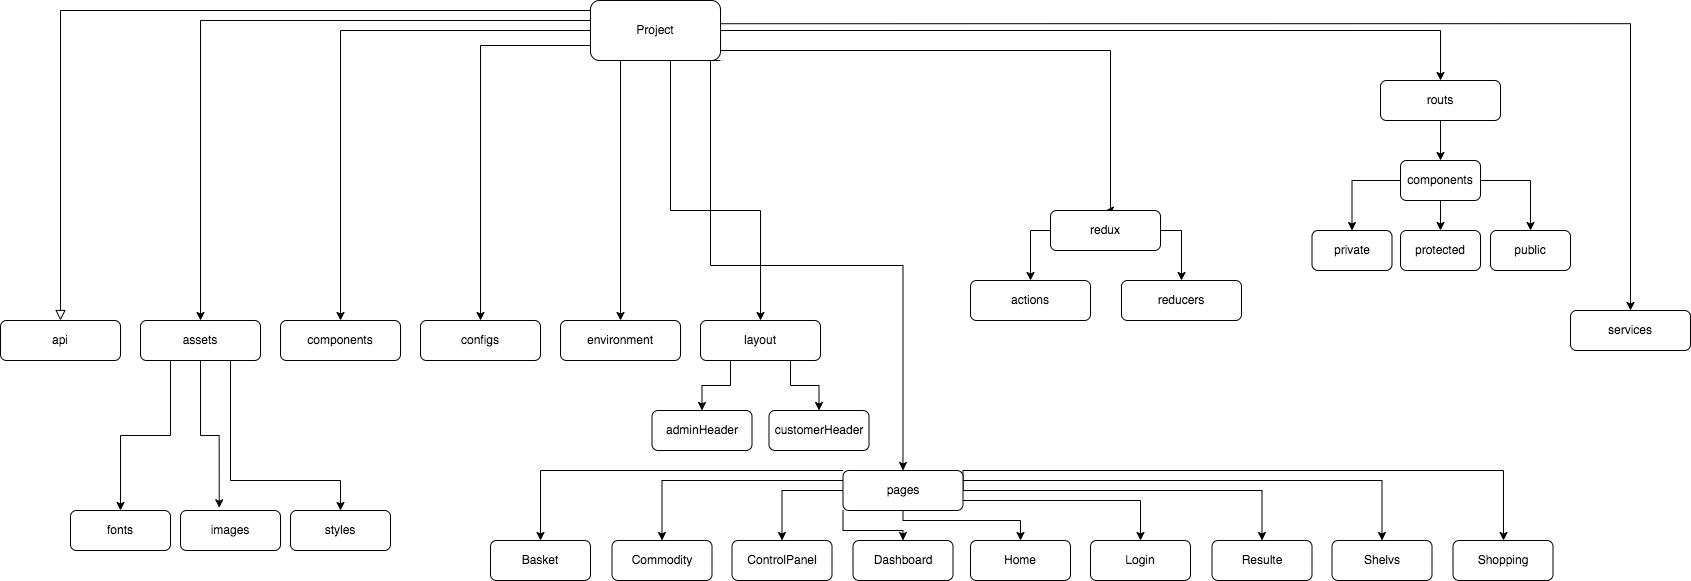 Project
routs
components
private
protected
public
redux
actions
reducers
api
assets
components
configs
environment
layout
services
adminHeader
customerHeader
pages
fonts
images
styles
Basket
Commodity
ControlPanel
Dashboard
Home
Login
Resulte
Shelvs
Shopping